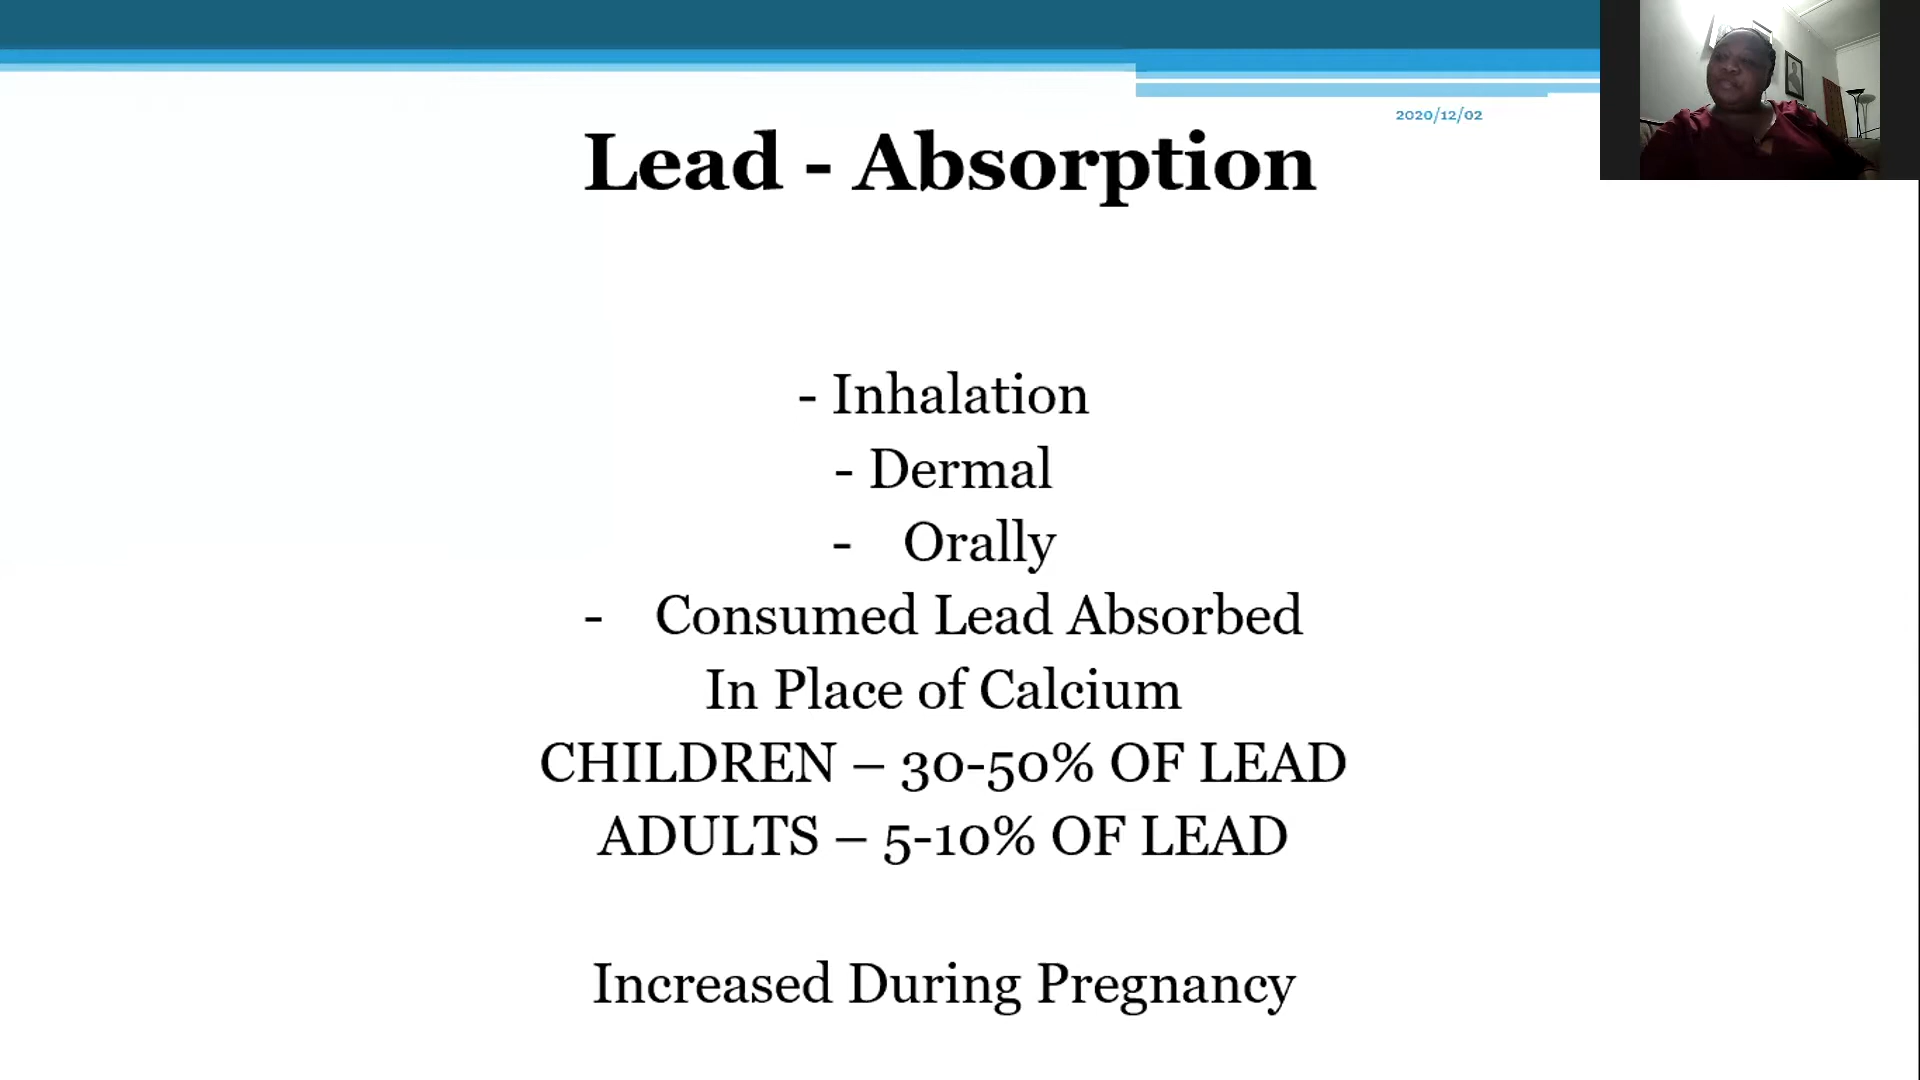 2020/12/02
Lead - Absorption
- Inhalation
- Dermal
- Orally
- Consumed Lead Absorbed
In Place of Calcium
CHILDREN – 30-50% OF LEAD
ADULTS – 5-10% OF LEAD
Increased During Pregnancy